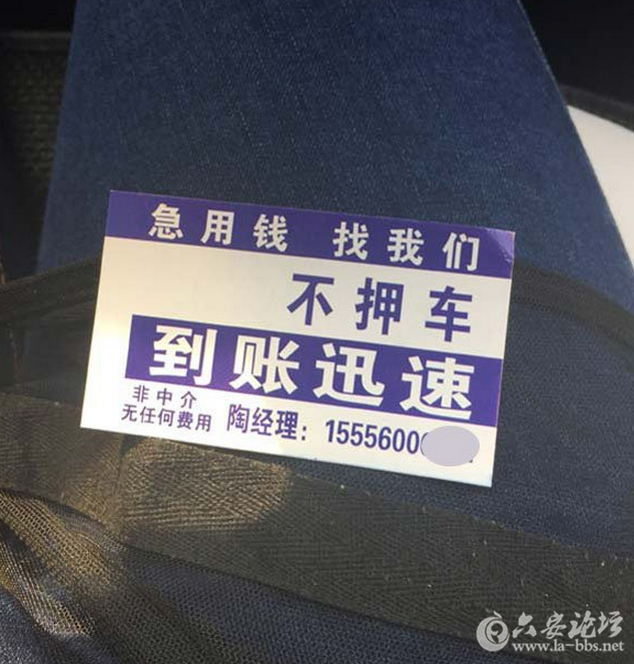 急用钱 找我们
不押车
到账迅速
非中介
无任何费用 陶经理：15556000
六安论坛
www.la-bbs.net